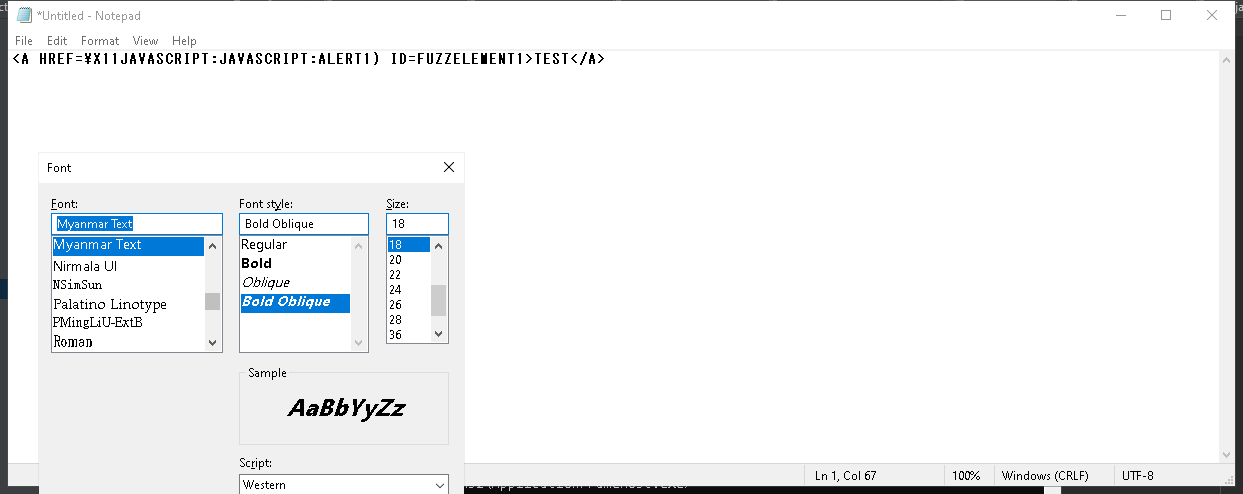 *Untitled - Notepad
File Edit Format View Help
<A HREF=¥X11JAVASCRIPT:JAVASCRIPT:ALERT1) ID=FUZZELEMENT1>TEST</A>
Font
Font: Font style: Size:
Myanmar Text Bold Oblique 18
Myanmar Text Regular 18
Nirmala UI Bold 20
NSimSun Oblique 22
Palatino Linotype Bold Oblique 24
PMingLiU-ExtB 26
Roman 28
36
Sample
AaBbYyZz
Script:
Western
Ln 1, Col 67 100% Windows (CRLF) UTF-8